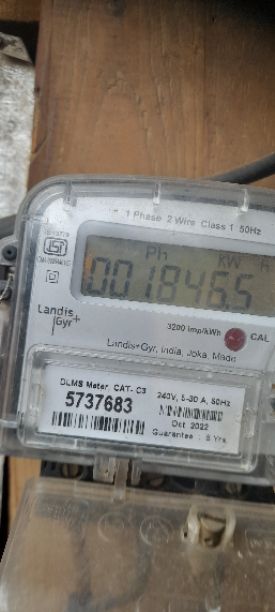 1 Phase 2 Wire Class 1 50Hz
Ph KW
001846.5
Landis
Gyr+
3200 imp/kWh CAL
Landis+Gyr, India, Joka, Made
DLMS Meter CAT- C3
240V, 5-30 A, 50Hz
5737683
Oct 2022
Guarantee : 5 Yrs